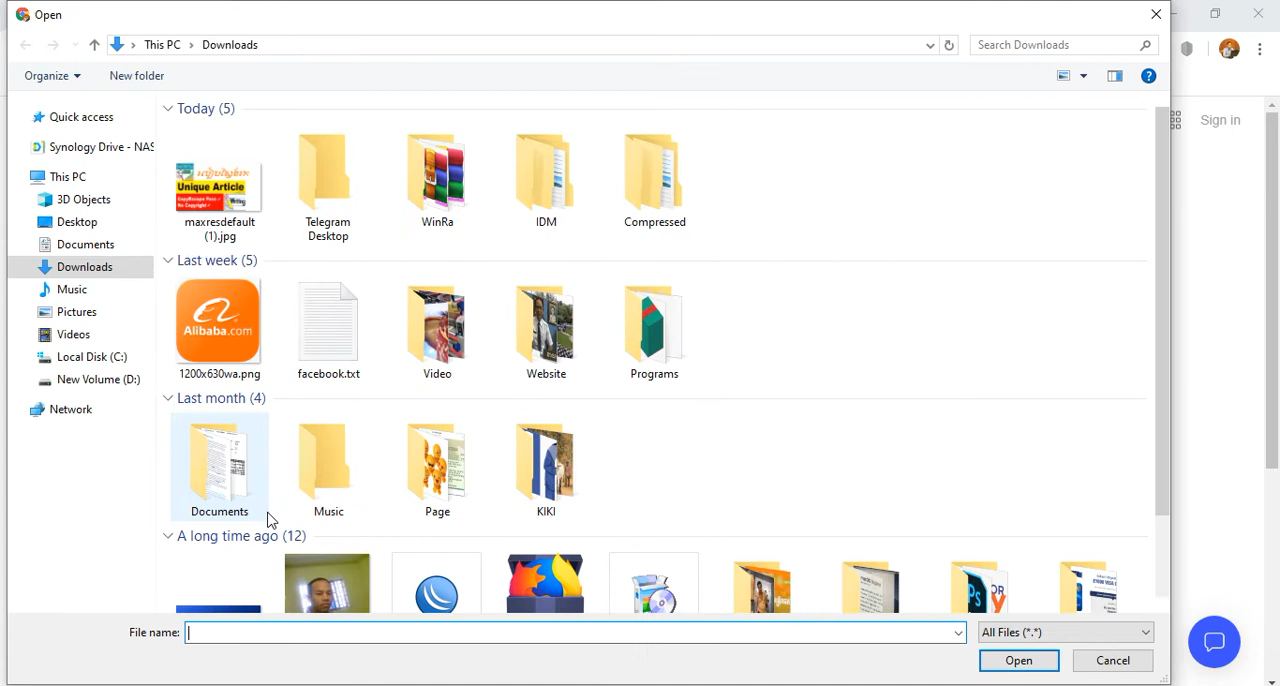 Open
This PC > Downloads
Search Downloads
Organize
New folder
Quick access
Synology Drive - NAS
This PC
3D Objects
Desktop
Documents
Downloads
Music
Pictures
Videos
Local Disk (C:)
New Volume (D:)
Network
Today (5)
Unique Article
Writing
maxresdefault
(1).jpg
Telegram
Desktop
WinRa
IDM
Compressed
Last week (5)
Alibaba.com
1200x630wa.png
facebook.txt
Video
Website
Programs
Last month (4)
Documents
Music
Page
KIKI
A long time ago (12)
Ps
File name:
All Files (*.*)
Open
Cancel
Sign in